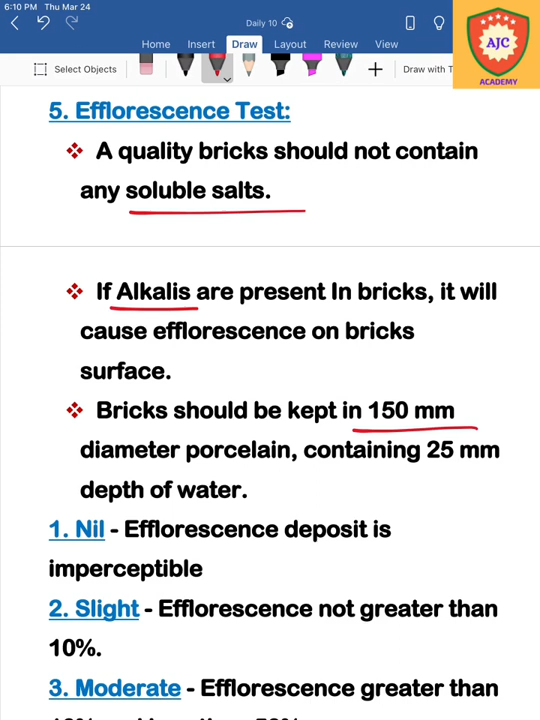 6:10 PM Thu Mar 24
Daily 10
Home Insert Draw Layout Review View
Select Objects
Draw with T
AJC
ACADEMY
5. Efflorescence Test:
❖ A quality bricks should not contain
any soluble salts.
❖ If Alkalis are present In bricks, it will
cause efflorescence on bricks
surface.
❖ Bricks should be kept in 150 mm
diameter porcelain, containing 25 mm
depth of water.
1. Nil - Efflorescence deposit is
imperceptible
2. Slight - Efflorescence not greater than
10%.
3. Moderate - Efflorescence greater than